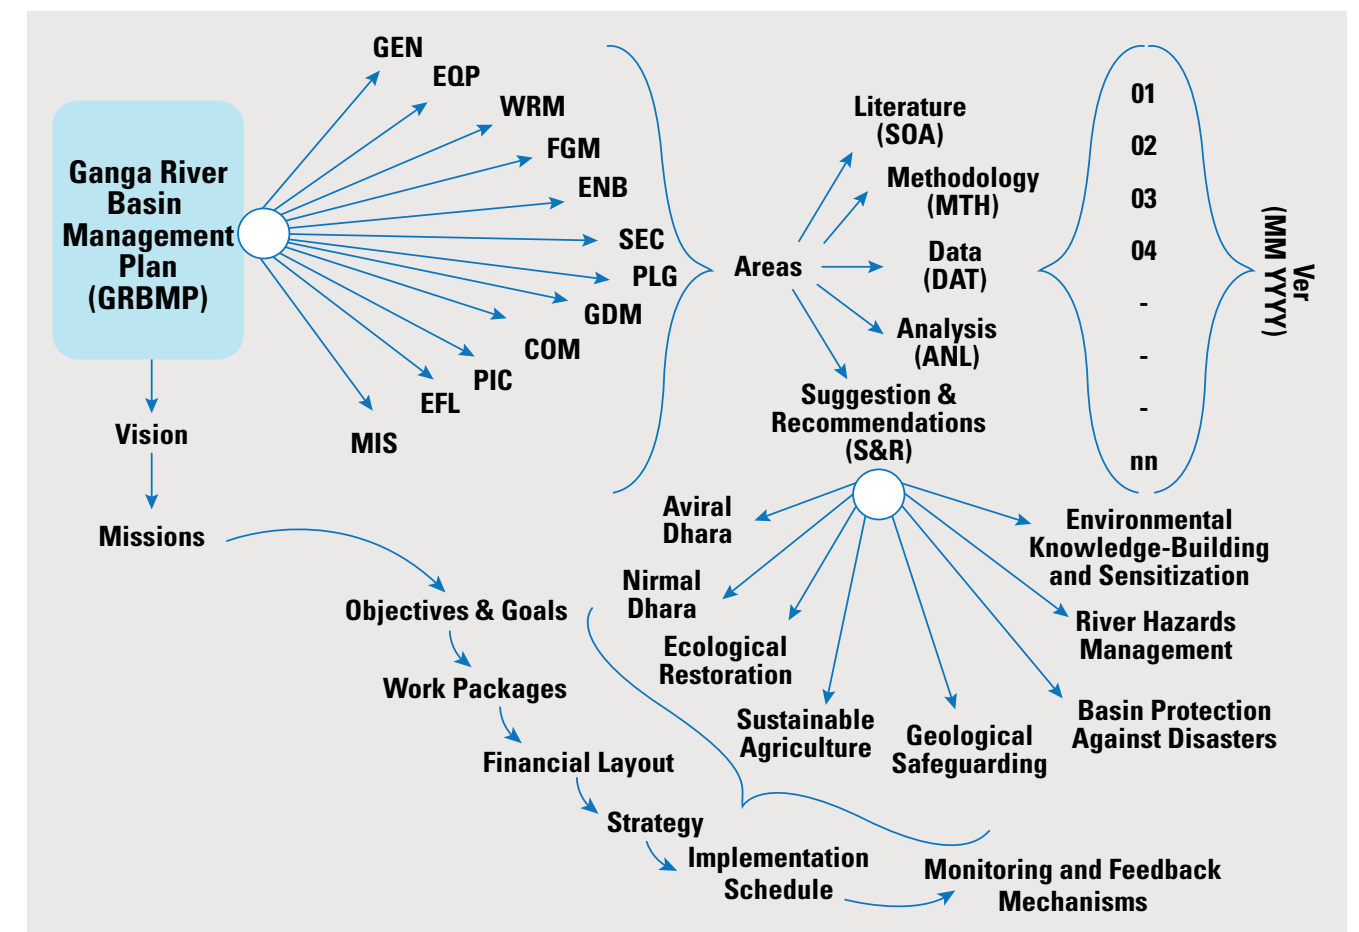 Ganga River
Basin
Management
Plan
(GRBMP)
Vision
Missions
GEN
EQP
WRM
FGM
ENB
SEC
PLG
GDM
COM
PIC
EFL
MIS
Areas
Literature
(SOA)
Methodology
(MTH)
Data
(DAT)
Analysis
(ANL)
Suggestion &
Recommendations
(S&R)
01
02
03
04
-
-
-
nn
Ver
(MM YYYY)
Aviral
Dhara
Nirmal
Dhara
Ecological
Restoration
Sustainable
Agriculture
Geological
Safeguarding
Basin Protection
Against Disasters
River Hazards
Management
Environmental
Knowledge-Building
and Sensitization
Objectives & Goals
Work Packages
Financial Layout
Strategy
Implementation
Schedule
Monitoring and Feedback
Mechanisms